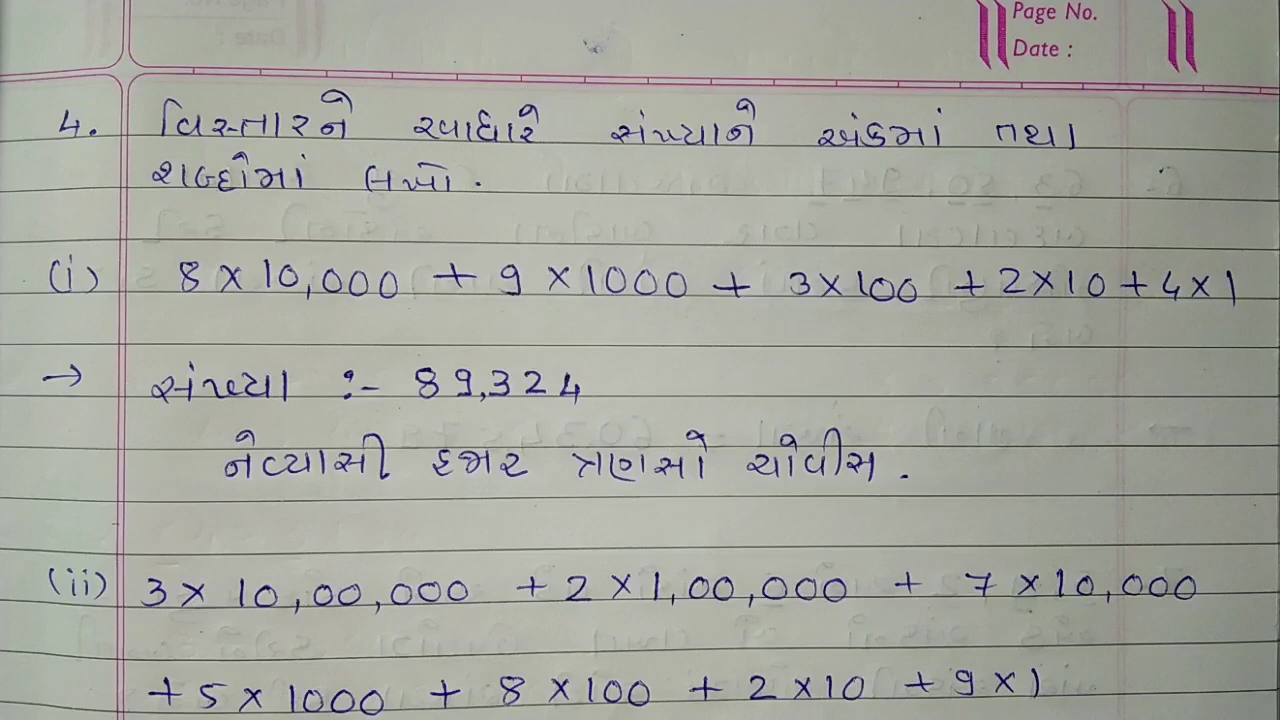 Page No.
Date :
4. વિસ્તારને આધારે સંખ્યાને અંકમાં તથા
શબ્દોમાં લખો.
(i) 8 × 10,000 + 9 × 1000 + 3 × 100 + 2 × 10 + 4 × 1
→ સંખ્યા :- 89,324
નેવ્યાસી હજાર ત્રણસો ચોવીસ.
(ii) 3 × 10,00,000 + 2 × 1,00,000 + 7 × 10,000
+ 5 × 1000 + 8 × 100 + 2 × 10 + 9 × 1